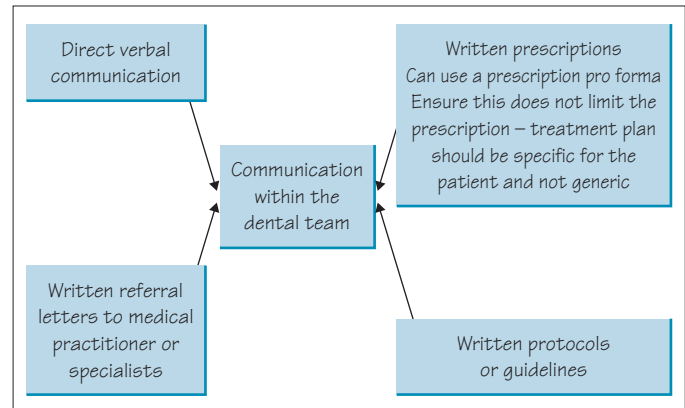 Direct verbal
communication
Written prescriptions
Can use a prescription pro forma
Ensure this does not limit the
prescription – treatment plan
should be specific for the
patient and not generic
Communication
within the
dental team
Written referral
letters to medical
practitioner or
specialists
Written protocols
or guidelines